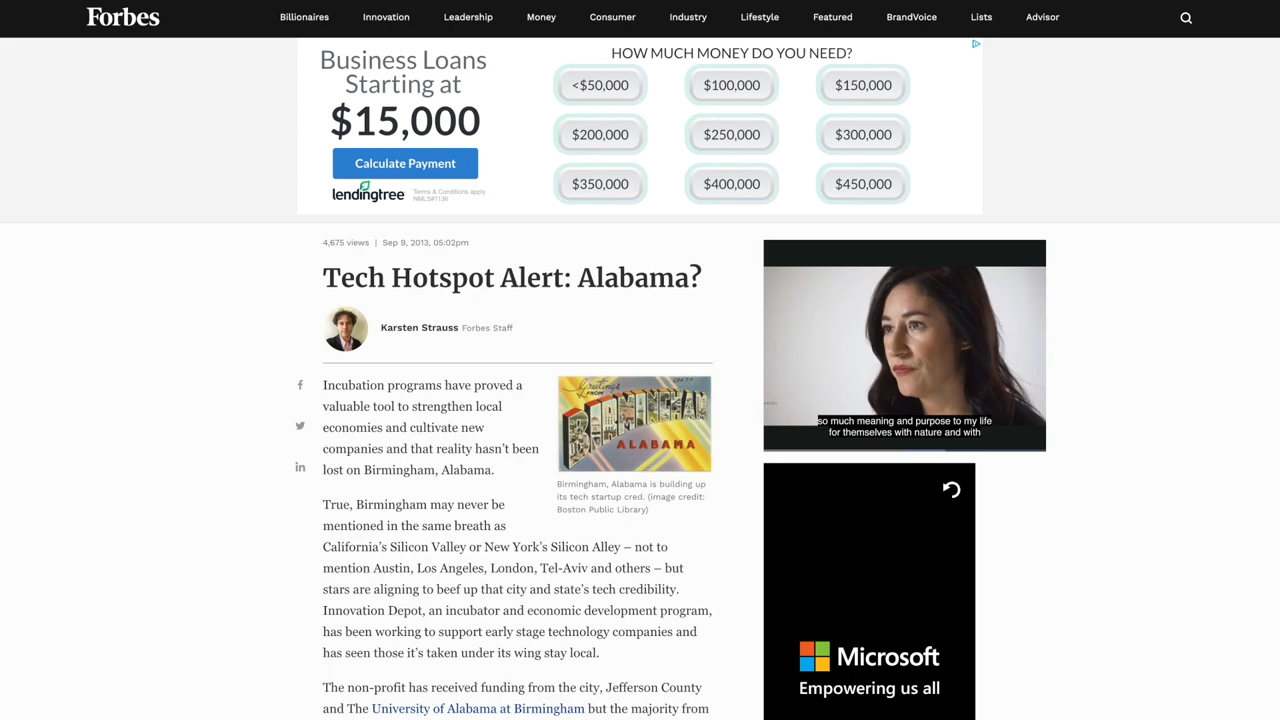 Forbes
Billionaires Innovation Leadership Money Consumer Industry Lifestyle Featured BrandVoice Lists Advisor
Business Loans
Starting at
$15,000
Calculate Payment
lendingtree
Terms & Conditions apply.
NMLS#1136
HOW MUCH MONEY DO YOU NEED?
<$50,000 $100,000 $150,000
$200,000 $250,000 $300,000
$350,000 $400,000 $450,000
4,675 views | Sep 9, 2013, 05:02pm
Tech Hotspot Alert: Alabama?
Karsten Strauss Forbes Staff
Incubation programs have proved a
valuable tool to strengthen local
economies and cultivate new
companies and that reality hasn't been
lost on Birmingham, Alabama.
Greetings
FROM
BIRMINGHAM
ALABAMA
Birmingham, Alabama is building up
its tech startup cred. (image credit:
Boston Public Library)
True, Birmingham may never be
mentioned in the same breath as
California's Silicon Valley or New York's Silicon Alley – not to
mention Austin, Los Angeles, London, Tel-Aviv and others – but
stars are aligning to beef up that city and state's tech credibility.
Innovation Depot, an incubator and economic development program,
has been working to support early stage technology companies and
has seen those it's taken under its wing stay local.
The non-profit has received funding from the city, Jefferson County
and The University of Alabama at Birmingham but the majority from
so much meaning and purpose to my life
for themselves with nature and with
Microsoft
Empowering us all